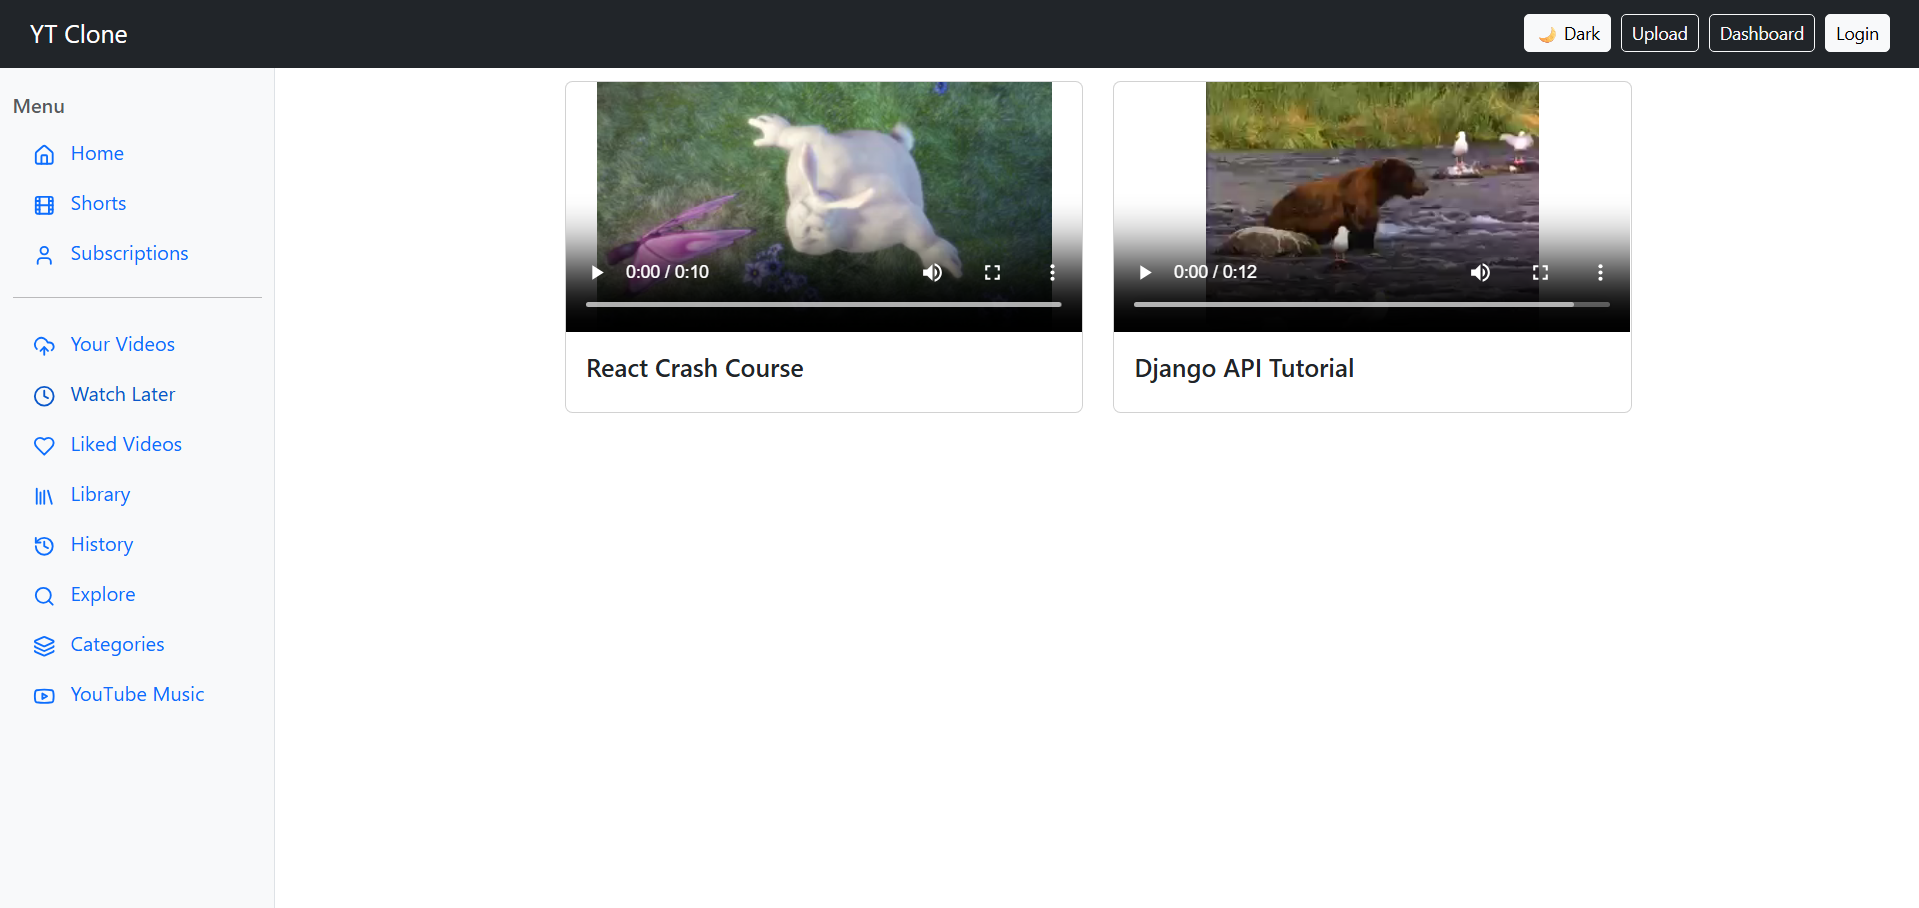 YT Clone
🌙 Dark
Upload
Dashboard
Login
Menu
Home
Shorts
Subscriptions
Your Videos
Watch Later
Liked Videos
Library
History
Explore
Categories
YouTube Music
0:00 / 0:10
React Crash Course
0:00 / 0:12
Django API Tutorial